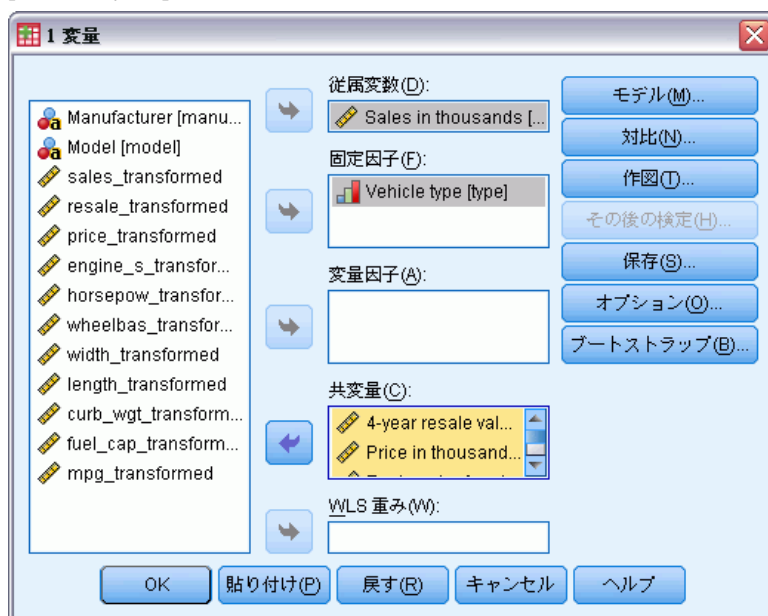 1 変量
Manufacturer [manu...
Model [model]
sales_transformed
resale_transformed
price_transformed
engine_s_transfor...
horsepow_transfor...
wheelbas_transfor...
width_transformed
length_transformed
curb_wgt_transform...
fuel_cap_transform...
mpg_transformed
従属変数(D):
Sales in thousands [...
固定因子(F):
Vehicle type [type]
変量因子(A):
共変量(C):
4-year resale val...
Price in thousand...
WLS 重み(W):
モデル(M)...
対比(N)...
作図(T)...
その後の検定(H)...
保存(S)...
オプション(O)...
ブートストラップ(B)...
OK
貼り付け(P)
戻す(R)
キャンセル
ヘルプ